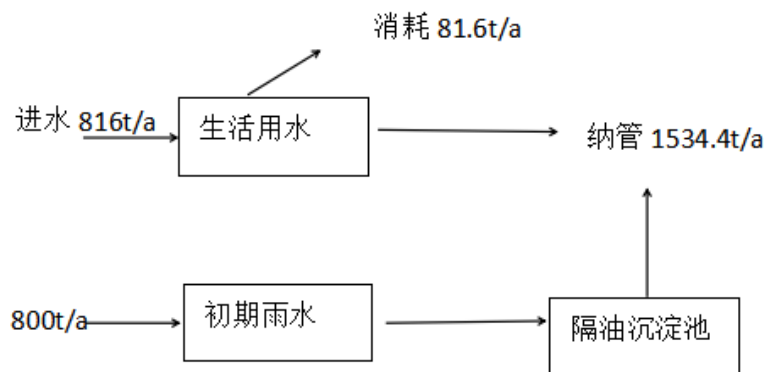 消耗 81.6t/a
进水 816t/a
生活用水
纳管 1534.4t/a
800t/a
初期雨水
隔油沉淀池